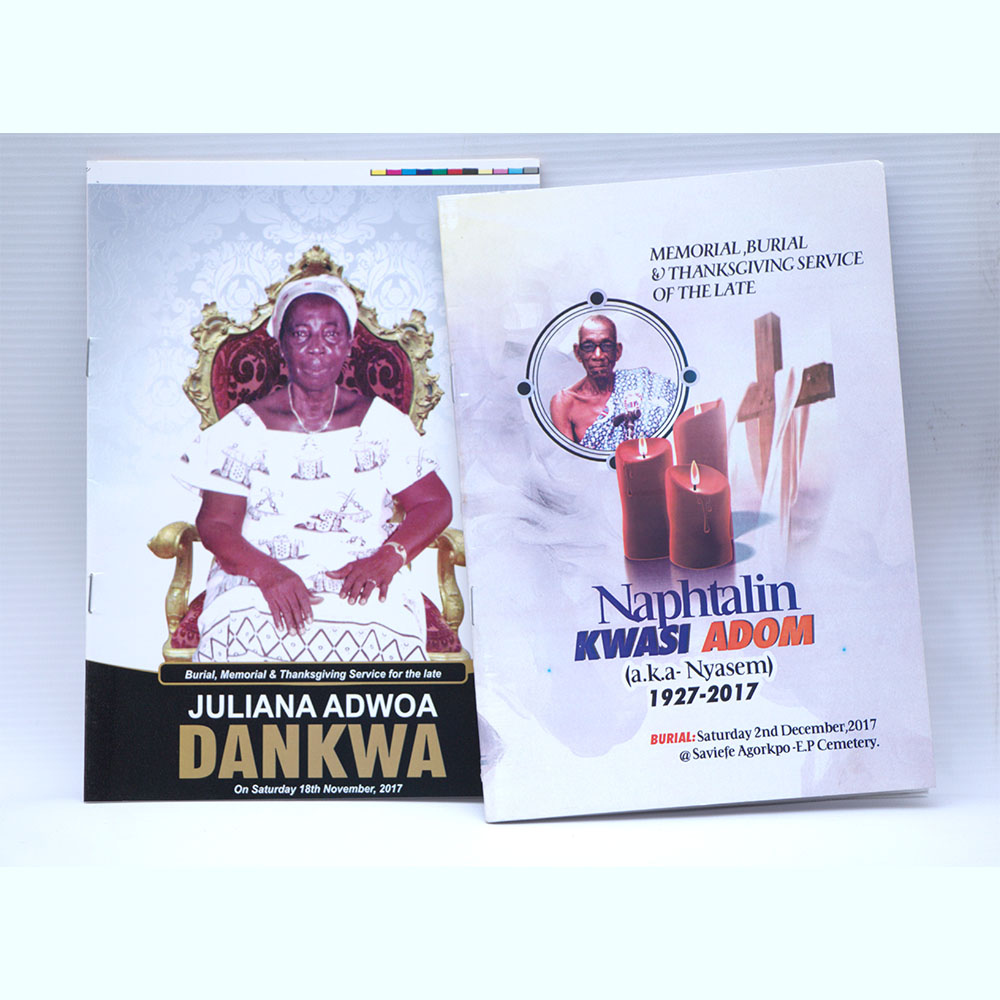 Burial, Memorial & Thanksgiving Service for the late
JULIANA ADWOA
DANKWA
On Saturday 18th November, 2017
MEMORIAL,BURIAL
& THANKSGIVING SERVICE
OF THE LATE
Naphtalin
KWASI ADOM
(a.k.a- Nyasem)
1927-2017
BURIAL: Saturday 2nd December,2017
@ Saviefe Agorkpo -E.P Cemetery.